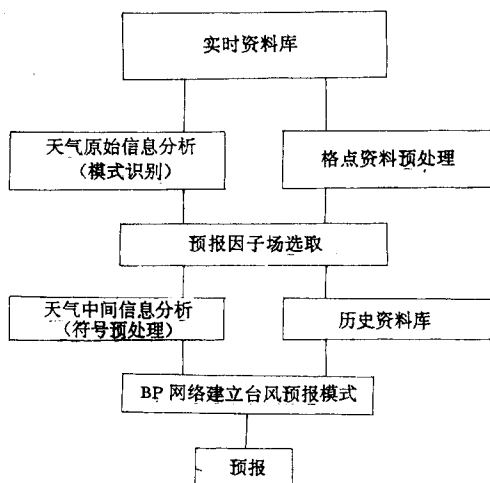 实时资料库
天气原始信息分析
（模式识别）
格点资料预处理
预报因子场选取
天气中间信息分析
（符号预处理）
历史资料库
BP 网络建立台风预报模式
预报